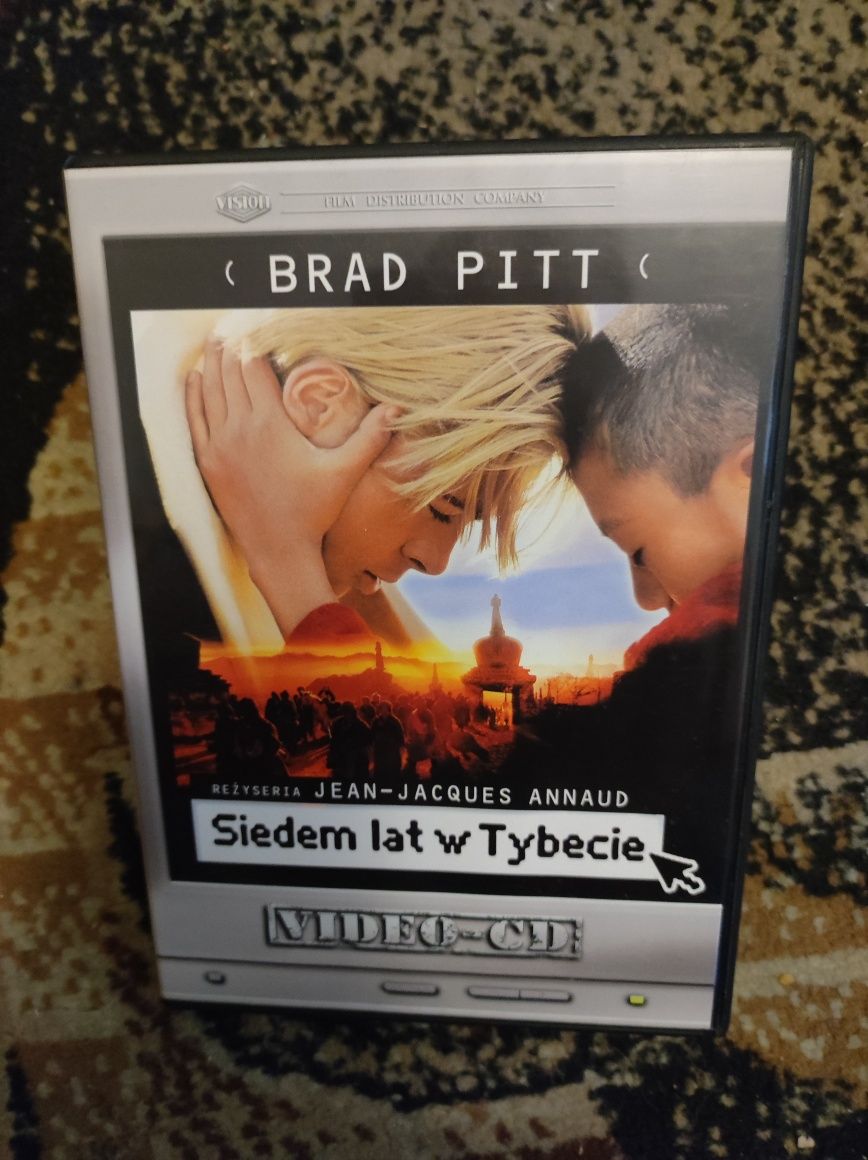 VISION FILM DISTRIBUTION COMPANY
BRAD PITT
REŻYSERIA JEAN-JACQUES ANNAUD
Siedem lat w Tybecie
VIDEO-CD